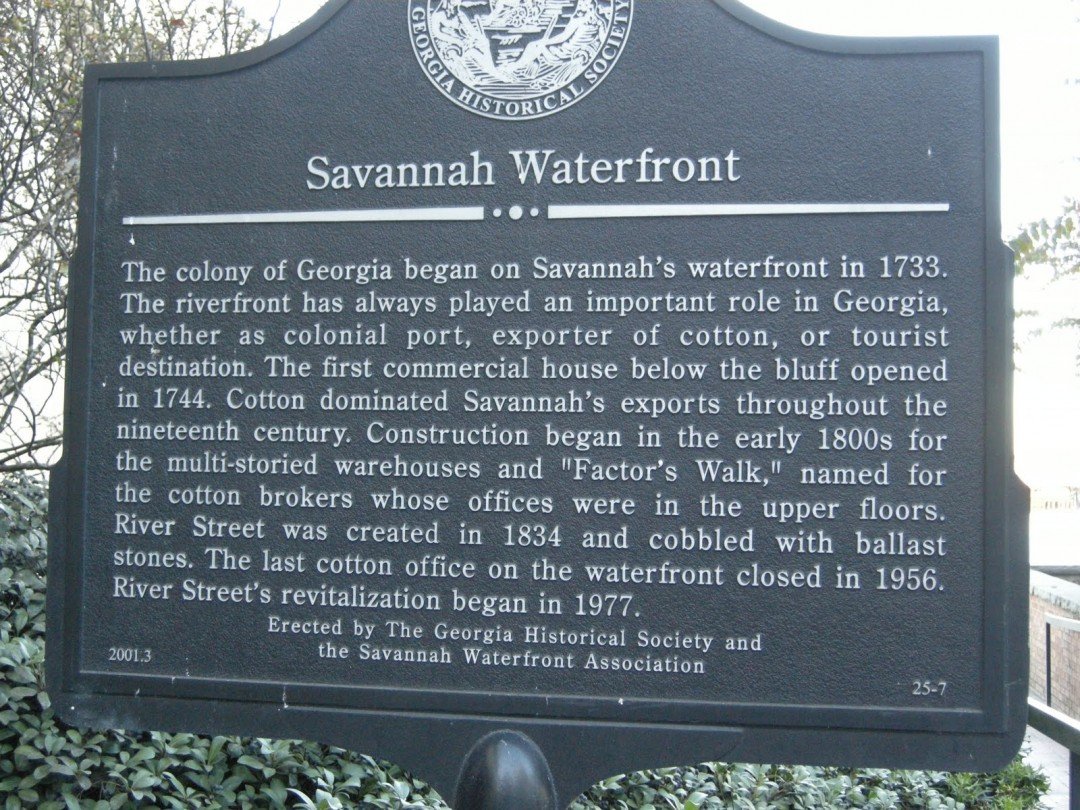 GEORGIA HISTORICAL SOCIETY
Savannah Waterfront
The colony of Georgia began on Savannah's waterfront in 1733.
The riverfront has always played an important role in Georgia,
whether as colonial port, exporter of cotton, or tourist
destination. The first commercial house below the bluff opened
in 1744. Cotton dominated Savannah's exports throughout the
nineteenth century. Construction began in the early 1800s for
the multi-storied warehouses and "Factor's Walk," named for
the cotton brokers whose offices were in the upper floors.
River Street was created in 1834 and cobbled with ballast
stones. The last cotton office on the waterfront closed in 1956.
River Street's revitalization began in 1977.
Erected by The Georgia Historical Society and
the Savannah Waterfront Association
2001.3
25-7